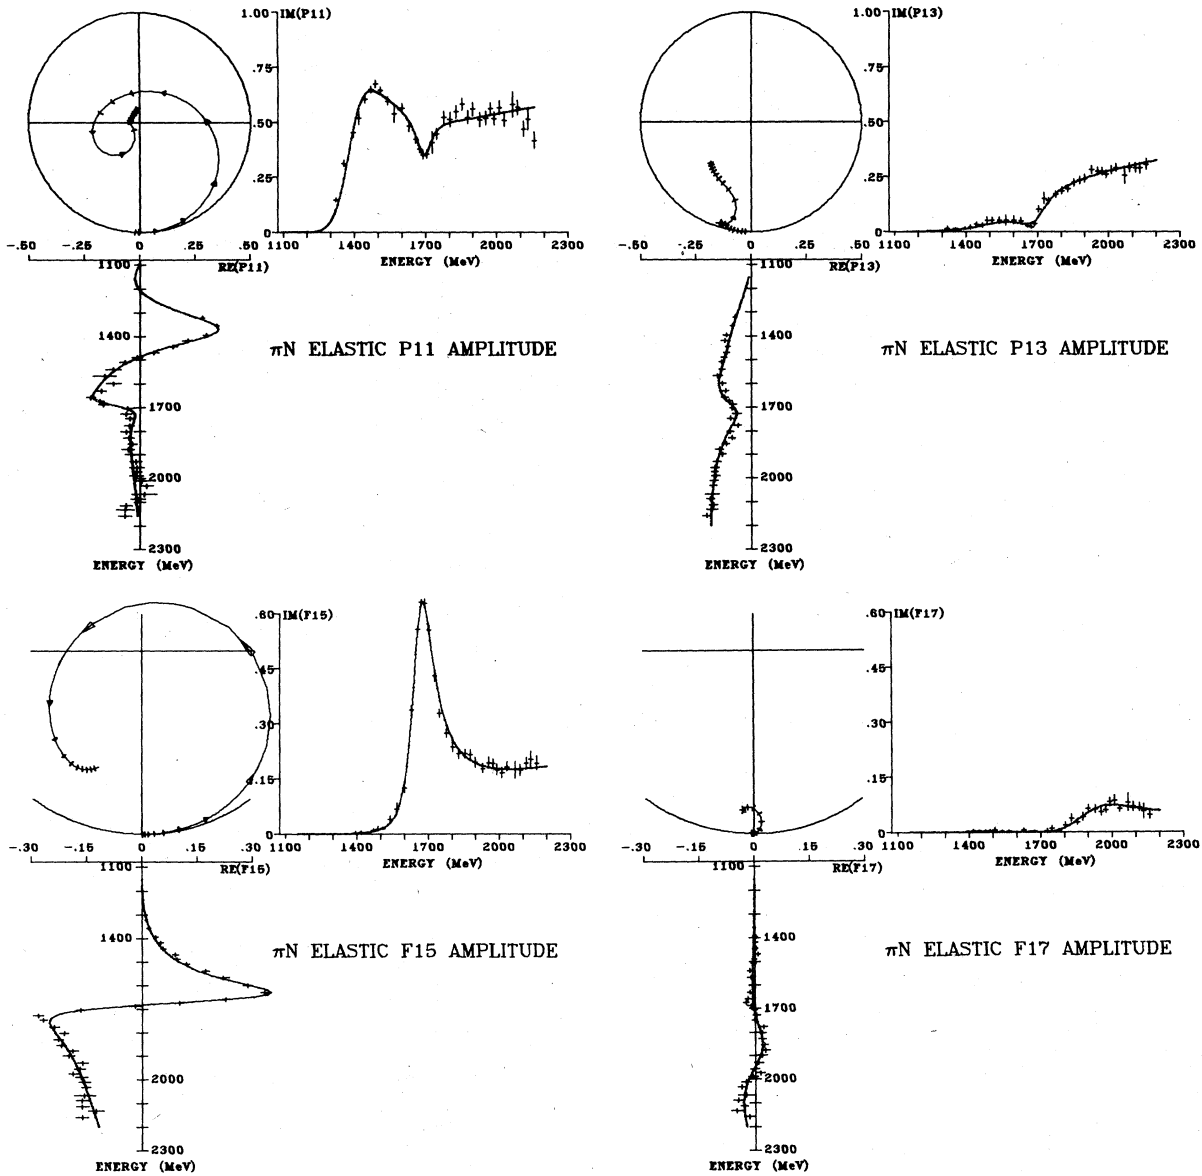 1.00 IM(P11)
.75
.50
.25
0
-.50 -.25 0 .25 .50 1100 1400 1700 2000 2300
RE(P11) ENERGY (MeV)
1100
1400
1700
2000
2300
ENERGY (MeV)
πN ELASTIC P11 AMPLITUDE
1.00 IM(P13)
.75
.50
.25
0
-.50 -.25 0 .25 .50 1100 1400 1700 2000 2300
RE(P13) ENERGY (MeV)
1100
1400
1700
2000
2300
ENERGY (MeV)
πN ELASTIC P13 AMPLITUDE
.60 IM(F15)
.45
.30
.15
0
-.30 -.15 0 .15 .30 1100 1400 1700 2000 2300
RE(F15) ENERGY (MeV)
1100
1400
2000
2300
ENERGY (MeV)
πN ELASTIC F15 AMPLITUDE
.60 IM(F17)
.45
.30
.15
0
-.30 -.15 0 .15 .30 1100 1400 1700 2000 2300
RE(F17) ENERGY (MeV)
1100
1400
1700
2000
2300
ENERGY (MeV)
πN ELASTIC F17 AMPLITUDE